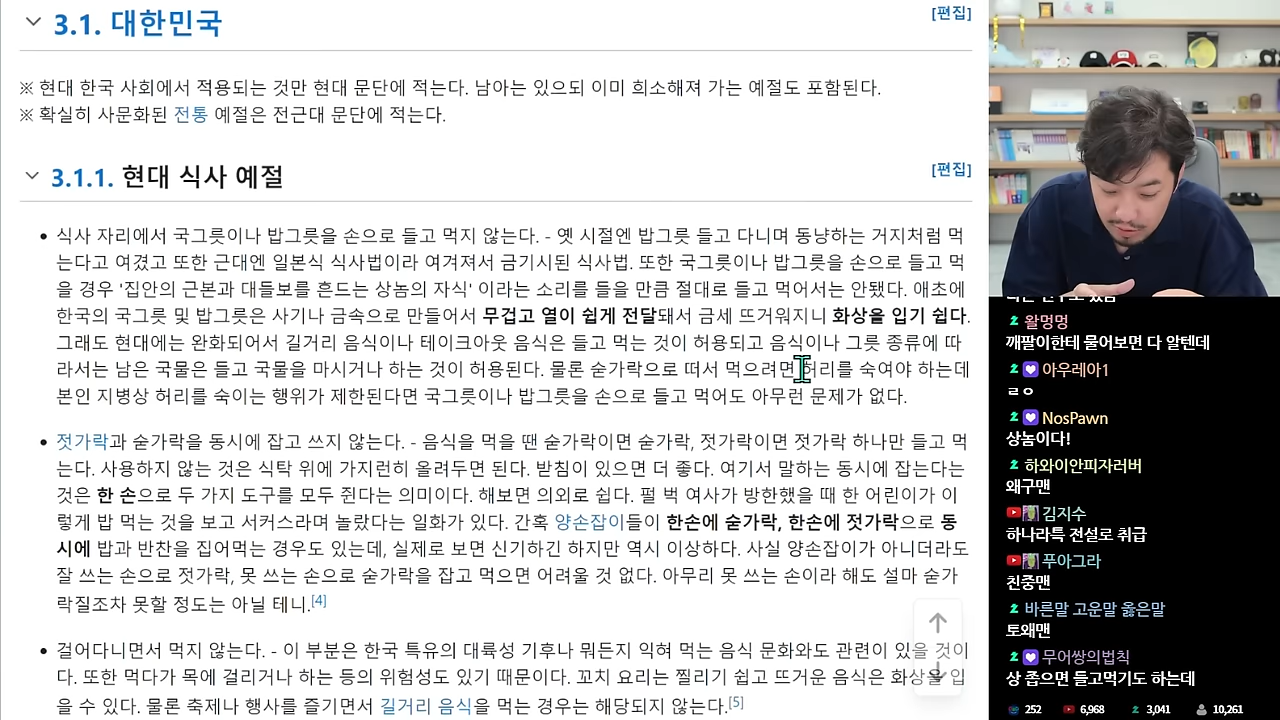 3.1. 대한민국
[편집]
※ 현대 한국 사회에서 적용되는 것만 현대 문단에 적는다. 남아는 있으되 이미 희소해져 가는 예절도 포함된다.
※ 확실히 사문화된 전통 예절은 전근대 문단에 적는다.
3.1.1. 현대 식사 예절
[편집]
식사 자리에서 국그릇이나 밥그릇을 손으로 들고 먹지 않는다. - 옛 시절엔 밥그릇 들고 다니며 동냥하는 거지처럼 먹
는다고 여겼고 또한 근대엔 일본식 식사법이라 여겨져서 금기시된 식사법. 또한 국그릇이나 밥그릇을 손으로 들고 먹
을 경우 '집안의 근본과 대들보를 흔드는 상놈의 자식' 이라는 소리를 들을 만큼 절대로 들고 먹어서는 안됐다. 애초에
한국의 국그릇 및 밥그릇은 사기나 금속으로 만들어서 무겁고 열이 쉽게 전달돼서 금세 뜨거워지니 화상을 입기 쉽다.
그래도 현대에는 완화되어서 길거리 음식이나 테이크아웃 음식은 들고 먹는 것이 허용되고 음식이나 그릇 종류에 따
라서는 남은 국물은 들고 국물을 마시거나 하는 것이 허용된다. 물론 숟가락으로 떠서 먹으려면 허리를 숙여야 하는데
본인 지병상 허리를 숙이는 행위가 제한된다면 국그릇이나 밥그릇을 손으로 들고 먹어도 아무런 문제가 없다.
젓가락과 숟가락을 동시에 잡고 쓰지 않는다. - 음식을 먹을 땐 숟가락이면 숟가락, 젓가락이면 젓가락 하나만 들고 먹
는다. 사용하지 않는 것은 식탁 위에 가지런히 올려두면 된다. 받침이 있으면 더 좋다. 여기서 말하는 동시에 잡는다는
것은 한 손으로 두 가지 도구를 모두 쥔다는 의미이다. 해보면 의외로 쉽다. 펄 벅 여사가 방한했을 때 한 어린이가 이
렇게 밥 먹는 것을 보고 서커스라며 놀랐다는 일화가 있다. 간혹 양손잡이들이 한손에 숟가락, 한손에 젓가락으로 동
시에 밥과 반찬을 집어먹는 경우도 있는데, 실제로 보면 신기하긴 하지만 역시 이상하다. 사실 양손잡이가 아니더라도
잘 쓰는 손으로 젓가락, 못 쓰는 손으로 숟가락을 잡고 먹으면 어려울 것 없다. 아무리 못 쓰는 손이라 해도 설마 숟가
락질조차 못할 정도는 아닐 테니.[4]
걸어다니면서 먹지 않는다. - 이 부분은 한국 특유의 대륙성 기후나 뭐든지 익혀 먹는 음식 문화와도 관련이 있을 것이
다. 또한 먹다가 목에 걸리거나 하는 등의 위험성도 있기 때문이다. 꼬치 요리는 찔리기 쉽고 뜨거운 음식은 화상을 입
을 수 있다. 물론 축제나 행사를 즐기면서 길거리 음식을 먹는 경우는 해당되지 않는다.[5]
왈멍멍
깨팔이한테 물어보면 다 알텐데
아우레아1
ㄹㅇ
NosPawn
상놈이다!
하와이안피자러버
왜구맨
김지수
하나라특 전설로 취급
푸아그라
친중맨
바른말 고운말 옳은말
토왜맨
무어쌍의법칙
상 좁으면 들고먹기도 하는데
252
6,968
3,041
10,261